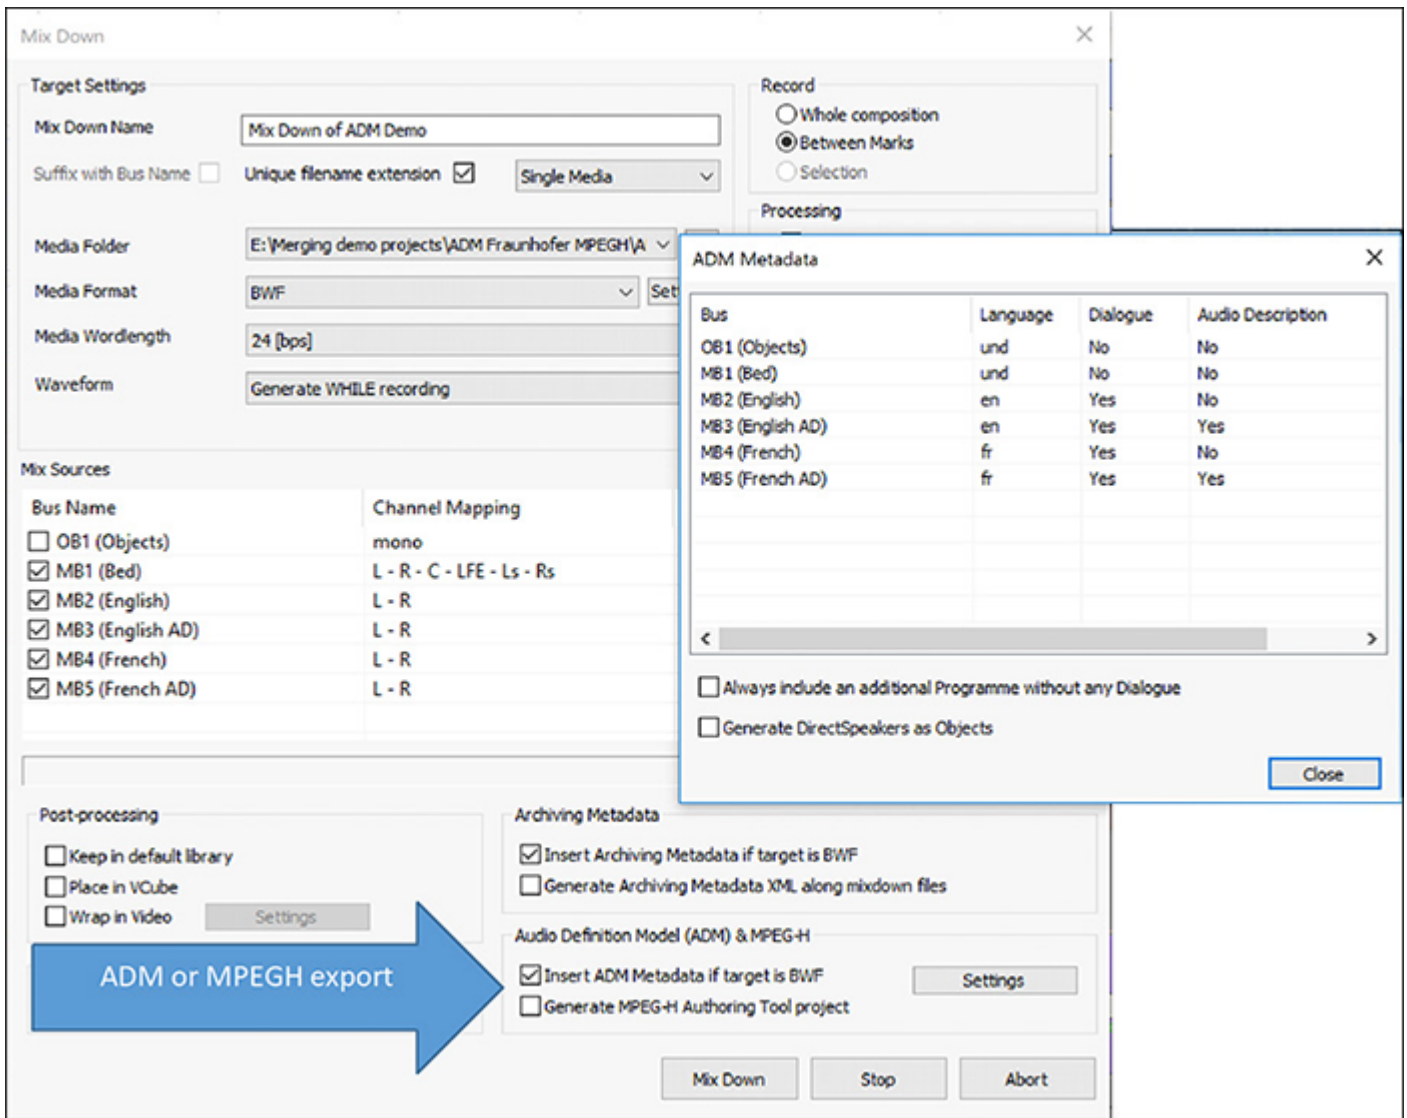 Mix Down
Target Settings
Mix Down Name
Mix Down of ADM Demo
Suffix with Bus Name
Unique filename extension
Single Media
Media Folder
E:\Merging demo projects\ADM Fraunhofer MPEGH\A
Media Format
BWF
Media Wordlength
24 [bps]
Waveform
Generate WHILE recording
Record
Whole composition
Between Marks
Selection
Processing
ADM Metadata
Bus Language Dialogue Audio Description
OB1 (Objects) und No No
MB1 (Bed) und No No
MB2 (English) en Yes No
MB3 (English AD) en Yes Yes
MB4 (French) fr Yes No
MB5 (French AD) fr Yes Yes
Always include an additional Programme without any Dialogue
Generate DirectSpeakers as Objects
Close
Mix Sources
Bus Name Channel Mapping
OB1 (Objects) mono
MB1 (Bed) L - R - C - LFE - Ls - Rs
MB2 (English) L - R
MB3 (English AD) L - R
MB4 (French) L - R
MB5 (French AD) L - R
Post-processing
Keep in default library
Place in VCube
Wrap in Video
Settings
Archiving Metadata
Insert Archiving Metadata if target is BWF
Generate Archiving Metadata XML along mixdown files
Audio Definition Model (ADM) & MPEG-H
Insert ADM Metadata if target is BWF
Settings
Generate MPEG-H Authoring Tool project
ADM or MPEGH export
Mix Down
Stop
Abort